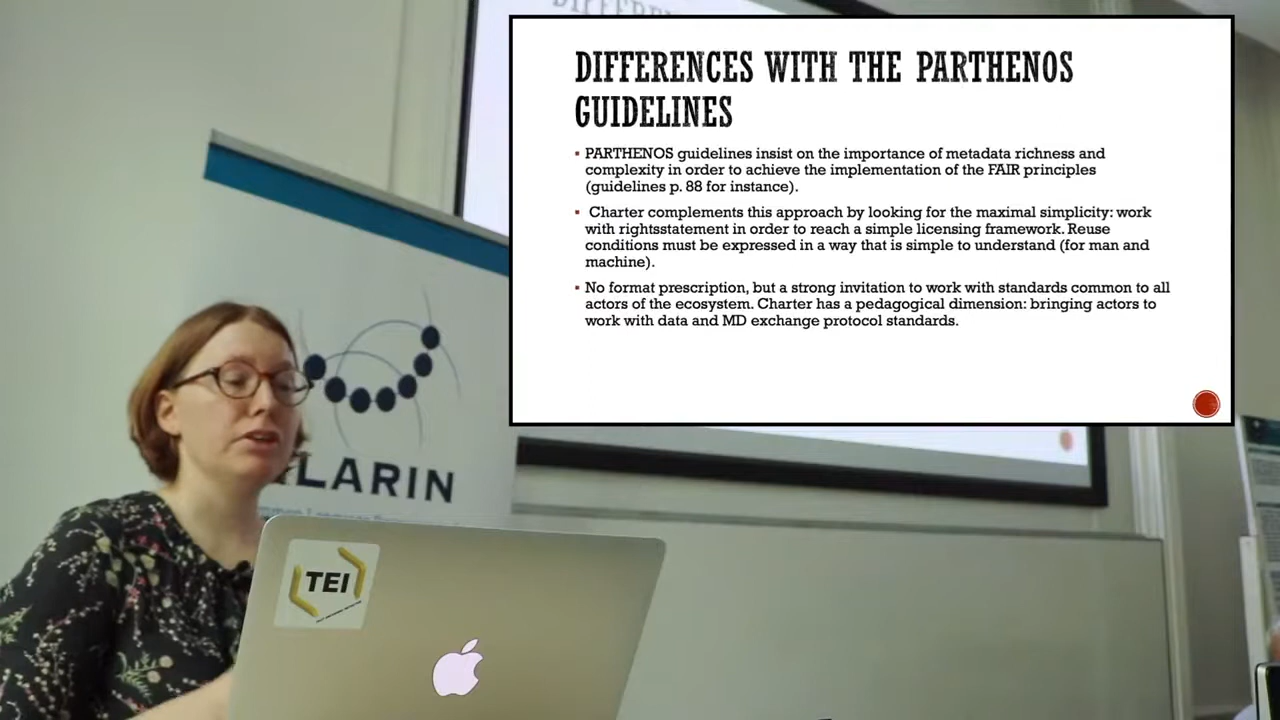 DIFFERENCES WITH THE PARTHENOS
GUIDELINES
▪ PARTHENOS guidelines insist on the importance of metadata richness and
complexity in order to achieve the implementation of the FAIR principles
(guidelines p. 88 for instance).
▪ Charter complements this approach by looking for the maximal simplicity: work
with rightsstatement in order to reach a simple licensing framework. Reuse
conditions must be expressed in a way that is simple to understand (for man and
machine).
▪ No format prescription, but a strong invitation to work with standards common to all
actors of the ecosystem. Charter has a pedagogical dimension: bringing actors to
work with data and MD exchange protocol standards.
LARIN
TEI